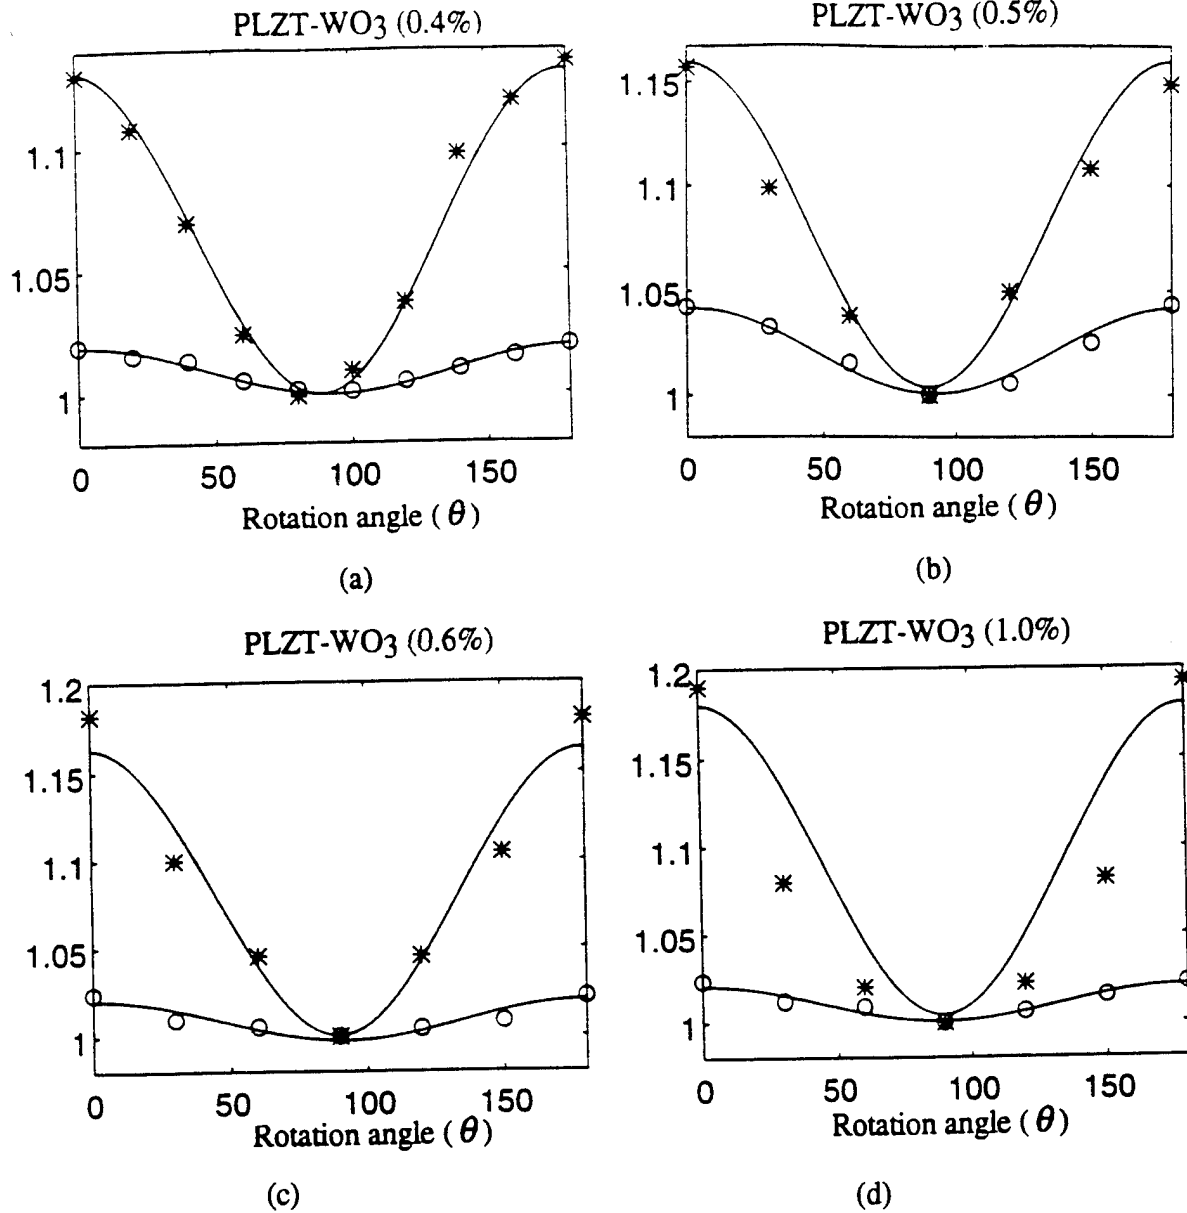 PLZT-WO3 (0.4%)
1.1
1.05
1
0 50 100 150
Rotation angle ( θ )
(a)
PLZT-WO3 (0.5%)
1.15
1.1
1.05
1
0 50 100 150
Rotation angle ( θ )
(b)
PLZT-WO3 (0.6%)
1.2
1.15
1.1
1.05
1
0 50 100 150
Rotation angle ( θ )
(c)
PLZT-WO3 (1.0%)
1.2
1.15
1.1
1.05
1
0 50 100 150
Rotation angle ( θ )
(d)